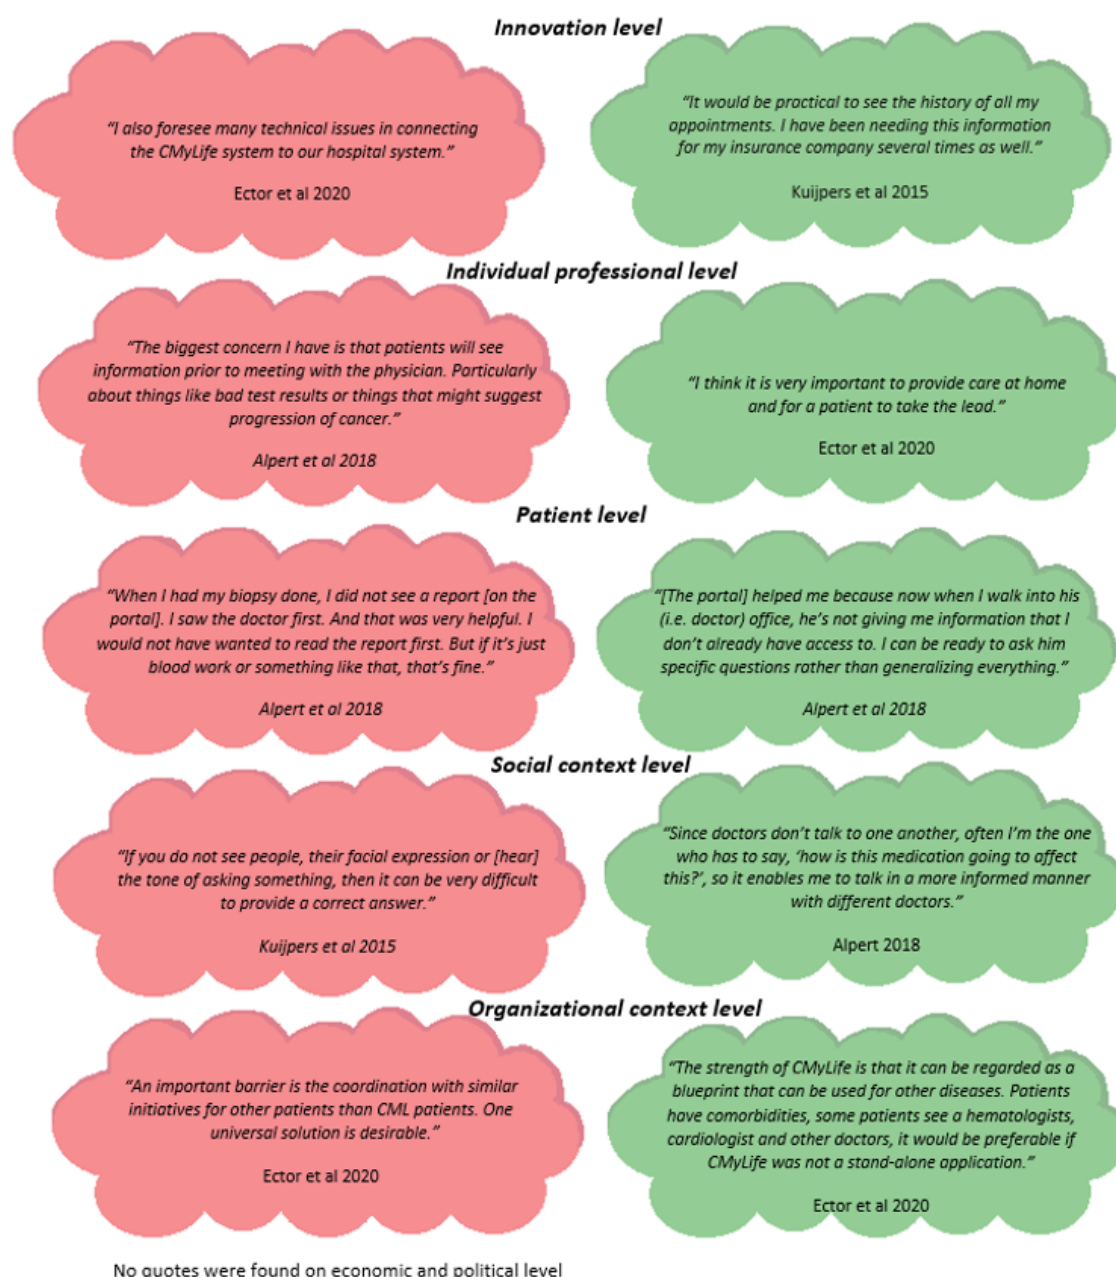 Innovation level
“I also foresee many technical issues in connecting
the CMyLife system to our hospital system.”
Ector et al 2020
“It would be practical to see the history of all my
appointments. I have been needing this information
for my insurance company several times as well.”
Kuijpers et al 2015
Individual professional level
“The biggest concern I have is that patients will see
information prior to meeting with the physician. Particularly
about things like bad test results or things that might suggest
progression of cancer.”
Alpert et al 2018
“I think it is very important to provide care at home
and for a patient to take the lead.”
Ector et al 2020
Patient level
“When I had my biopsy done, I did not see a report [on the
portal]. I saw the doctor first. And that was very helpful. I
would not have wanted to read the report first. But if it’s just
blood work or something like that, that’s fine.”
Alpert et al 2018
“[The portal] helped me because now when I walk into his
(i.e. doctor) office, he’s not giving me information that I
don’t already have access to. I can be ready to ask him
specific questions rather than generalizing everything.”
Alpert et al 2018
Social context level
“If you do not see people, their facial expression or [hear]
the tone of asking something, then it can be very difficult
to provide a correct answer.”
Kuijpers et al 2015
“Since doctors don’t talk to one another, often I’m the one
who has to say, ‘how is this medication going to affect
this?’, so it enables me to talk in a more informed manner
with different doctors.”
Alpert 2018
Organizational context level
“An important barrier is the coordination with similar
initiatives for other patients than CML patients. One
universal solution is desirable.”
Ector et al 2020
“The strength of CMyLife is that it can be regarded as a
blueprint that can be used for other diseases. Patients
have comorbidities, some patients see a hematologists,
cardiologist and other doctors, it would be preferable if
CMyLife was not a stand-alone application.”
Ector et al 2020
No quotes were found on economic and political level